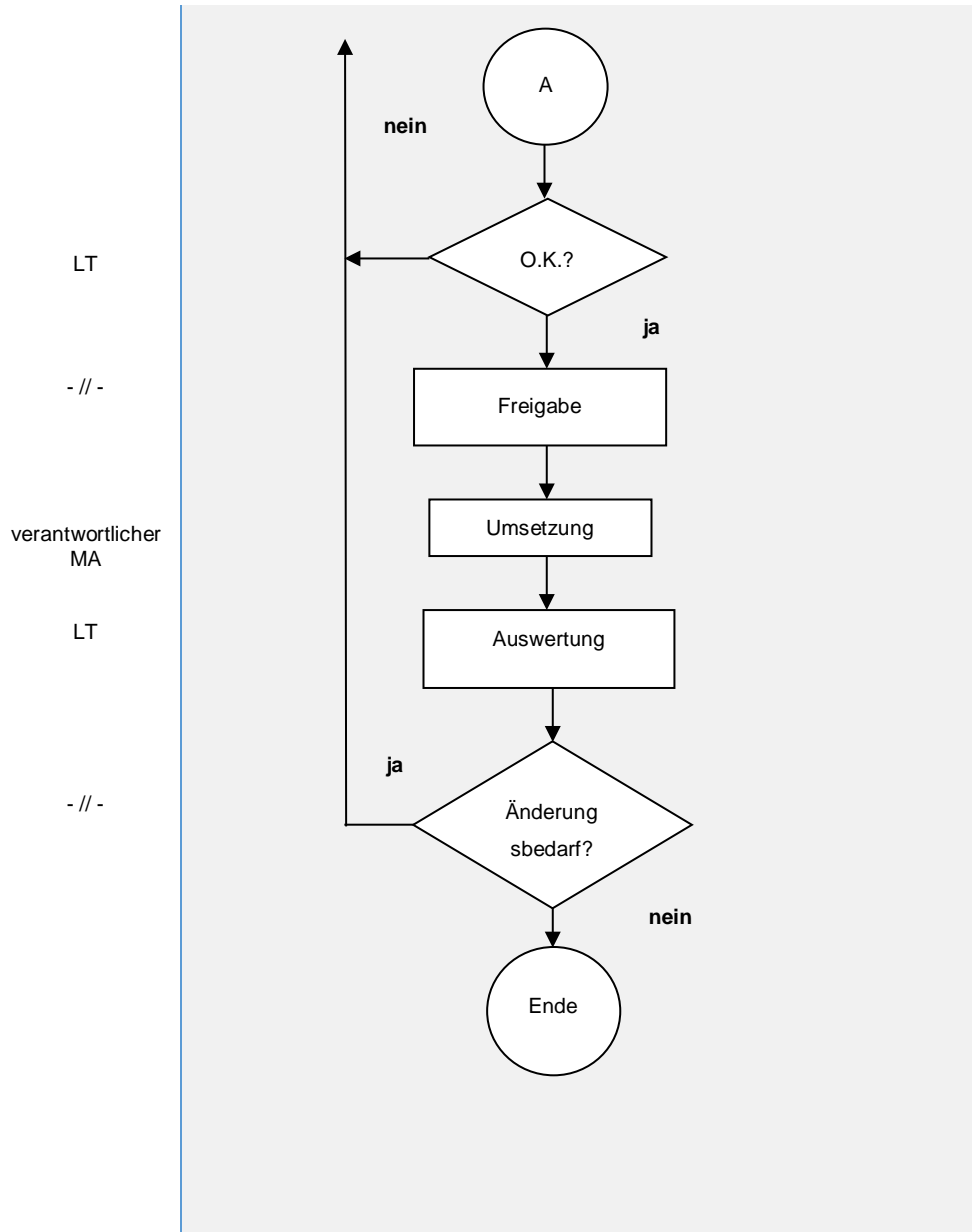 A
nein
O.K.?
LT
ja
- // -
Freigabe
Umsetzung
verantwortlicher
MA
LT
Auswertung
ja
- // -
Änderung
sbedarf?
nein
Ende